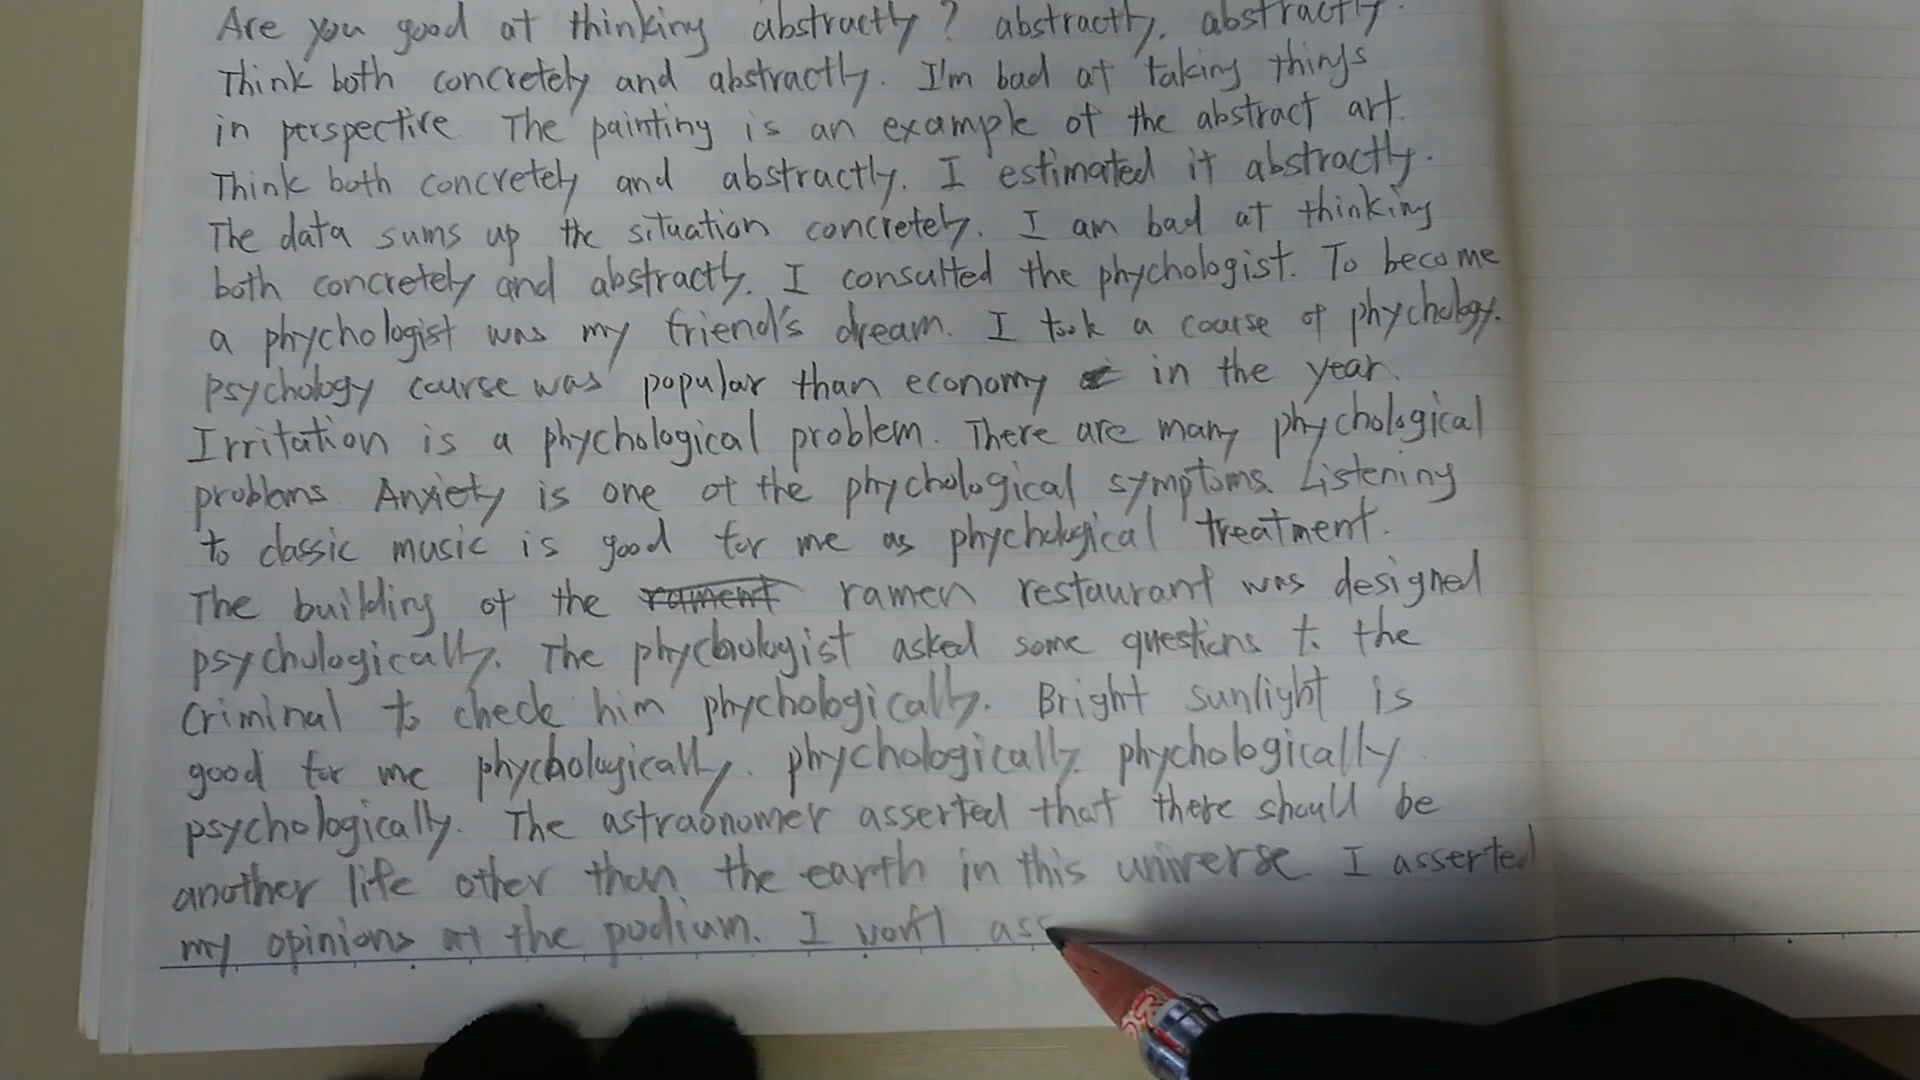 Are you good at thinking abstractly? abstractly, abstractly.
Think both concretely and abstractly. I'm bad at taking things
in perspective. The painting is an example of the abstract art.
Think both concretely and abstractly. I estimated it abstractly.
The data sums up the situation concretely. I am bad at thinking
both concretely and abstractly. I consulted the phychologist. To become
a phychologist was my friend's dream. I took a course of phychology.
psychology course was popular than economy in the year.
Irritation is a phychological problem. There are many phychological
problems. Anxiety is one of the phychological symptoms. Listening
to classic music is good for me as phychological treatment.
The building of the rament ramen restaurant was designed
psychologically. The phychologist asked some questions to the
criminal to check him phychologically. Bright sunlight is
good for me phychologically. phychologically. phychologically
psychologically. The astraonomer asserted that there should be
another life other than the earth in this universe. I asserted
my opinions at the podium. I ass